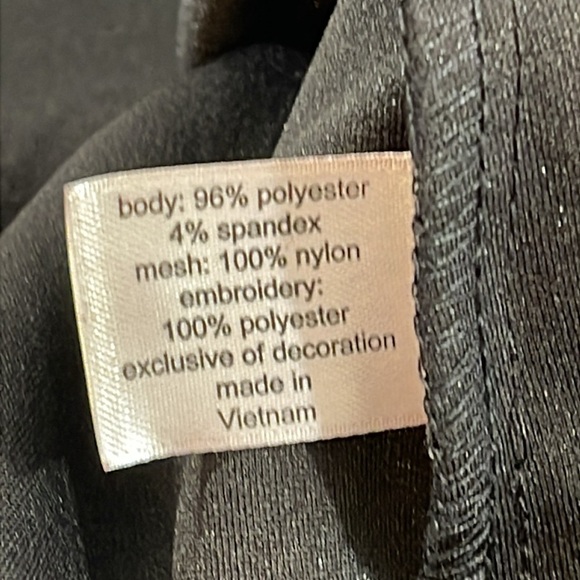 body: 96% polyester
4% spandex
mesh: 100% nylon
embroidery:
100% polyester
exclusive of decoration
made in
Vietnam